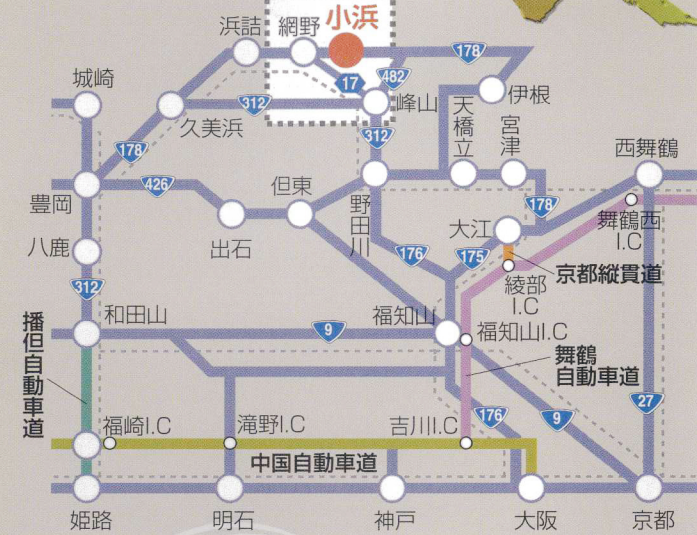 浜詰
網野
小浜
178
482
17
城崎
久美浜
312
峰山
天橋立
伊根
宮津
312
178
西舞鶴
豊岡
426
但東
出石
野田川
大江
178
舞鶴西
I.C
八鹿
176
175
京都縦貫道
綾部
I.C
312
和田山
9
福知山
福知山I.C
播但自動車道
舞鶴
自動車道
176
9
27
福崎I.C
滝野I.C
吉川I.C
中国自動車道
姫路
明石
神戸
大阪
京都